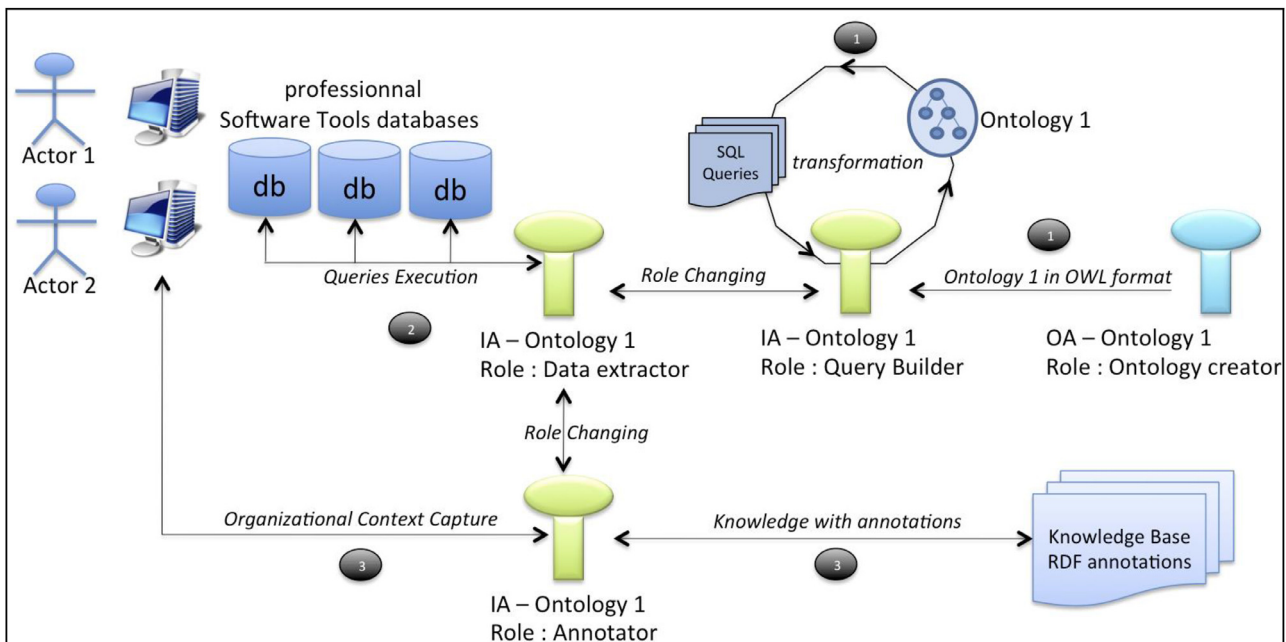 1
professionnal
Software Tools databases
Actor 1
Ontology 1
SQL
Queries
transformation
db
db
db
1
Actor 2
Queries Execution
Role Changing
Ontology 1 in OWL format
2
IA – Ontology 1
Role : Data extractor
IA – Ontology 1
Role : Query Builder
OA – Ontology 1
Role : Ontology creator
Role Changing
Organizational Context Capture
Knowledge with annotations
3
3
Knowledge Base
RDF annotations
IA – Ontology 1
Role : Annotator